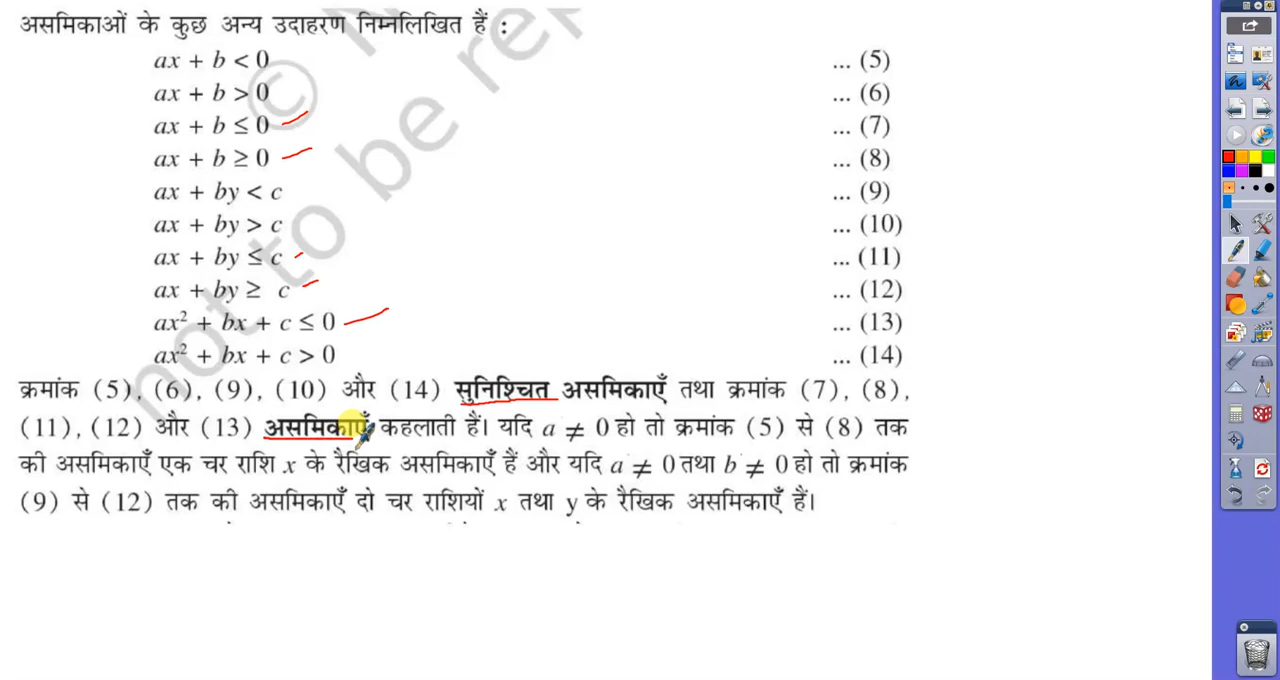 असमिकाओं के कुछ अन्य उदाहरण निम्नलिखित हैं :
ax + b < 0 ... (5)
ax + b > 0 ... (6)
ax + b ≤ 0 ... (7)
ax + b ≥ 0 ... (8)
ax + by < c ... (9)
ax + by > c ... (10)
ax + by ≤ c ... (11)
ax + by ≥ c ... (12)
ax² + bx + c ≤ 0 ... (13)
ax² + bx + c > 0 ... (14)
क्रमांक (5), (6), (9), (10) और (14) सुनिश्चित असमिकाएँ तथा क्रमांक (7), (8),
(11), (12) और (13) असमिकाएँ कहलाती हैं। यदि a ≠ 0 हो तो क्रमांक (5) से (8) तक
की असमिकाएँ एक चर राशि x के रैखिक असमिकाएँ हैं और यदि a ≠ 0 तथा b ≠ 0 हो तो क्रमांक
(9) से (12) तक की असमिकाएँ दो चर राशियों x तथा y के रैखिक असमिकाएँ हैं।
©
not to be re